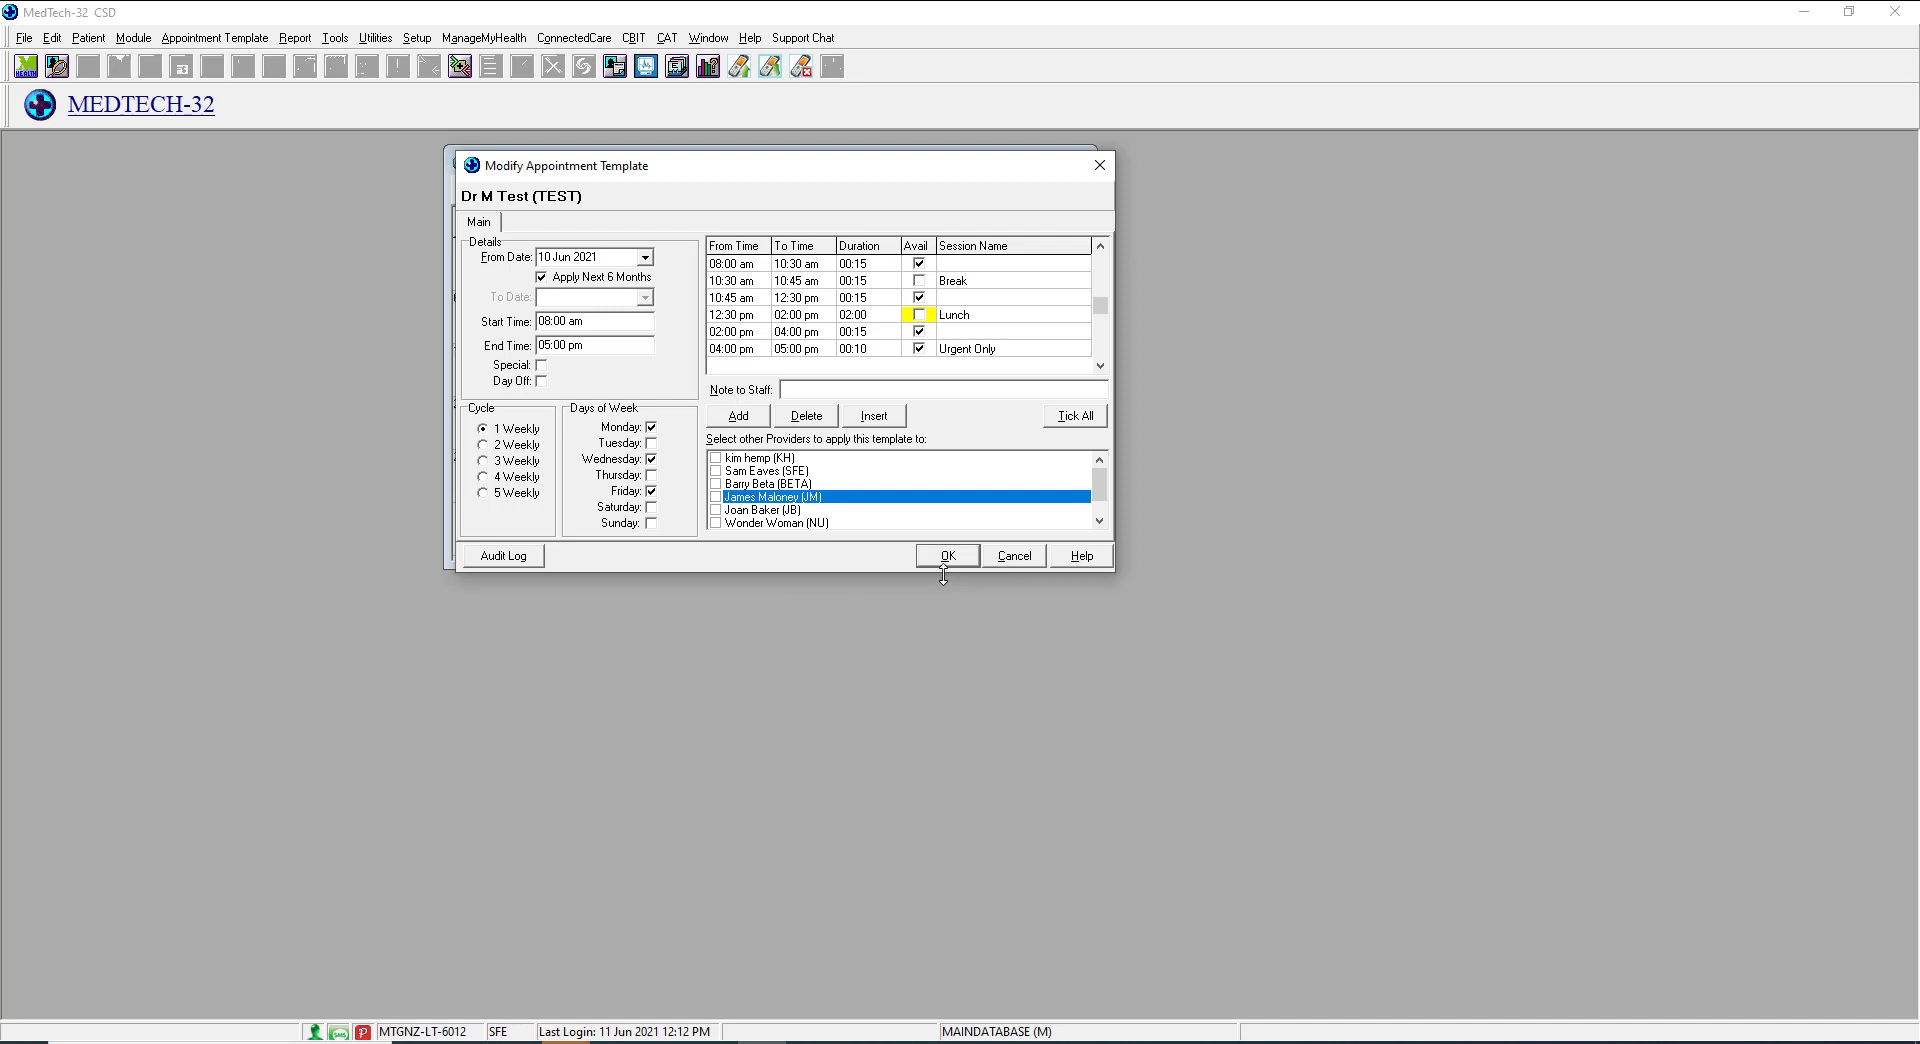 MedTech-32 CSD
File Edit Patient Module Appointment Template Report Tools Utilities Setup ManageMyHealth ConnectedCare CBIT CAT Window Help Support Chat
MEDTECH-32
Modify Appointment Template
Dr M Test (TEST)
Main
Details
From Date: 10 Jun 2021
Apply Next 6 Months
To Date:
Start Time: 08:00 am
End Time: 05:00 pm
Special:
Day Off:
From Time To Time Duration Avail Session Name
08:00 am 10:30 am 00:15
10:30 am 10:45 am 00:15 Break
10:45 am 12:30 pm 00:15
12:30 pm 02:00 pm 02:00 Lunch
02:00 pm 04:00 pm 00:15
04:00 pm 05:00 pm 00:10 Urgent Only
Note to Staff:
Add Delete Insert Tick All
Cycle
1 Weekly
2 Weekly
3 Weekly
4 Weekly
5 Weekly
Days of Week
Monday:
Tuesday:
Wednesday:
Thursday:
Friday:
Saturday:
Sunday:
Select other Providers to apply this template to:
kim hemp (KH)
Sam Eaves (SFE)
Barry Beta (BETA)
James Maloney (JM)
Joan Baker (JB)
Wonder Woman (NU)
Audit Log OK Cancel Help
MTGNZ-LT-6012 SFE Last Login: 11 Jun 2021 12:12 PM MAINDATABASE (M)